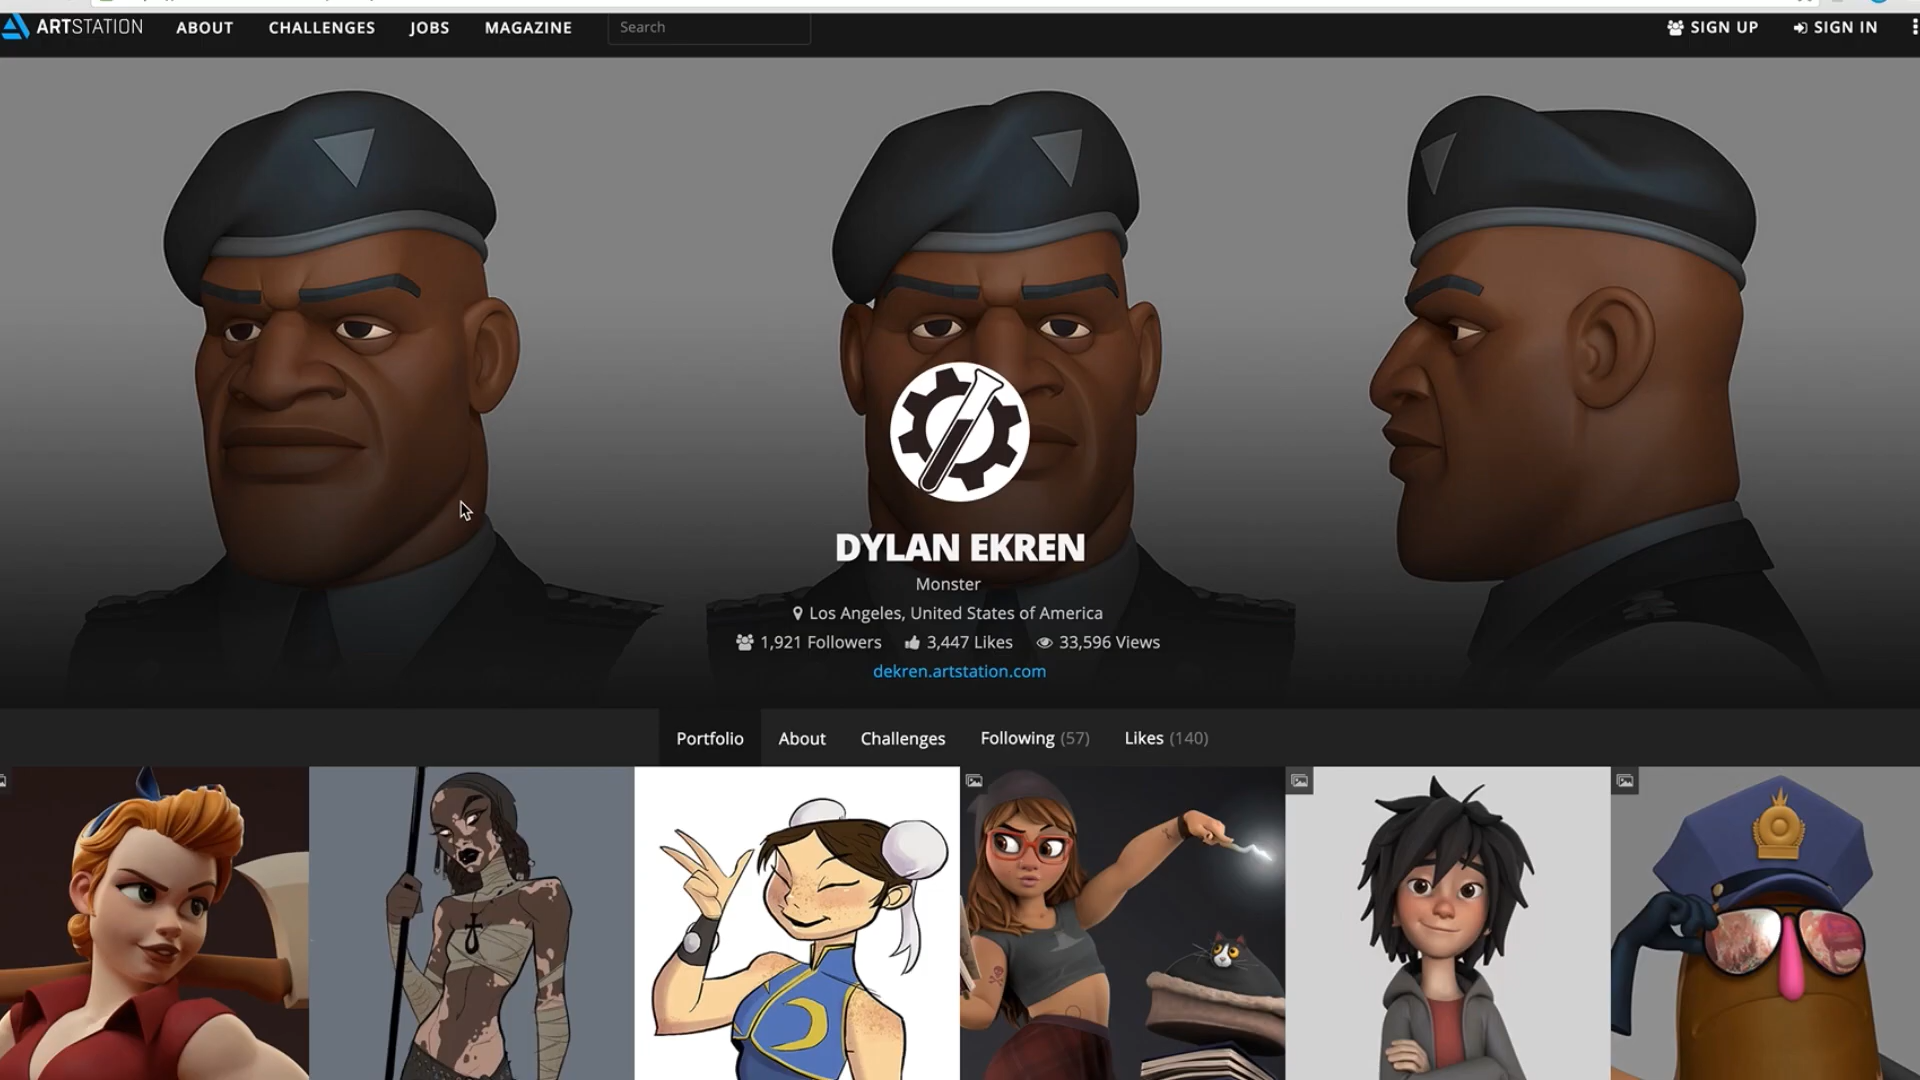 ARTSTATION ABOUT CHALLENGES JOBS MAGAZINE Search SIGN UP SIGN IN
DYLAN EKREN
Monster
Los Angeles, United States of America
1,921 Followers 3,447 Likes 33,596 Views
dekren.artstation.com
Portfolio About Challenges Following (57) Likes (140)